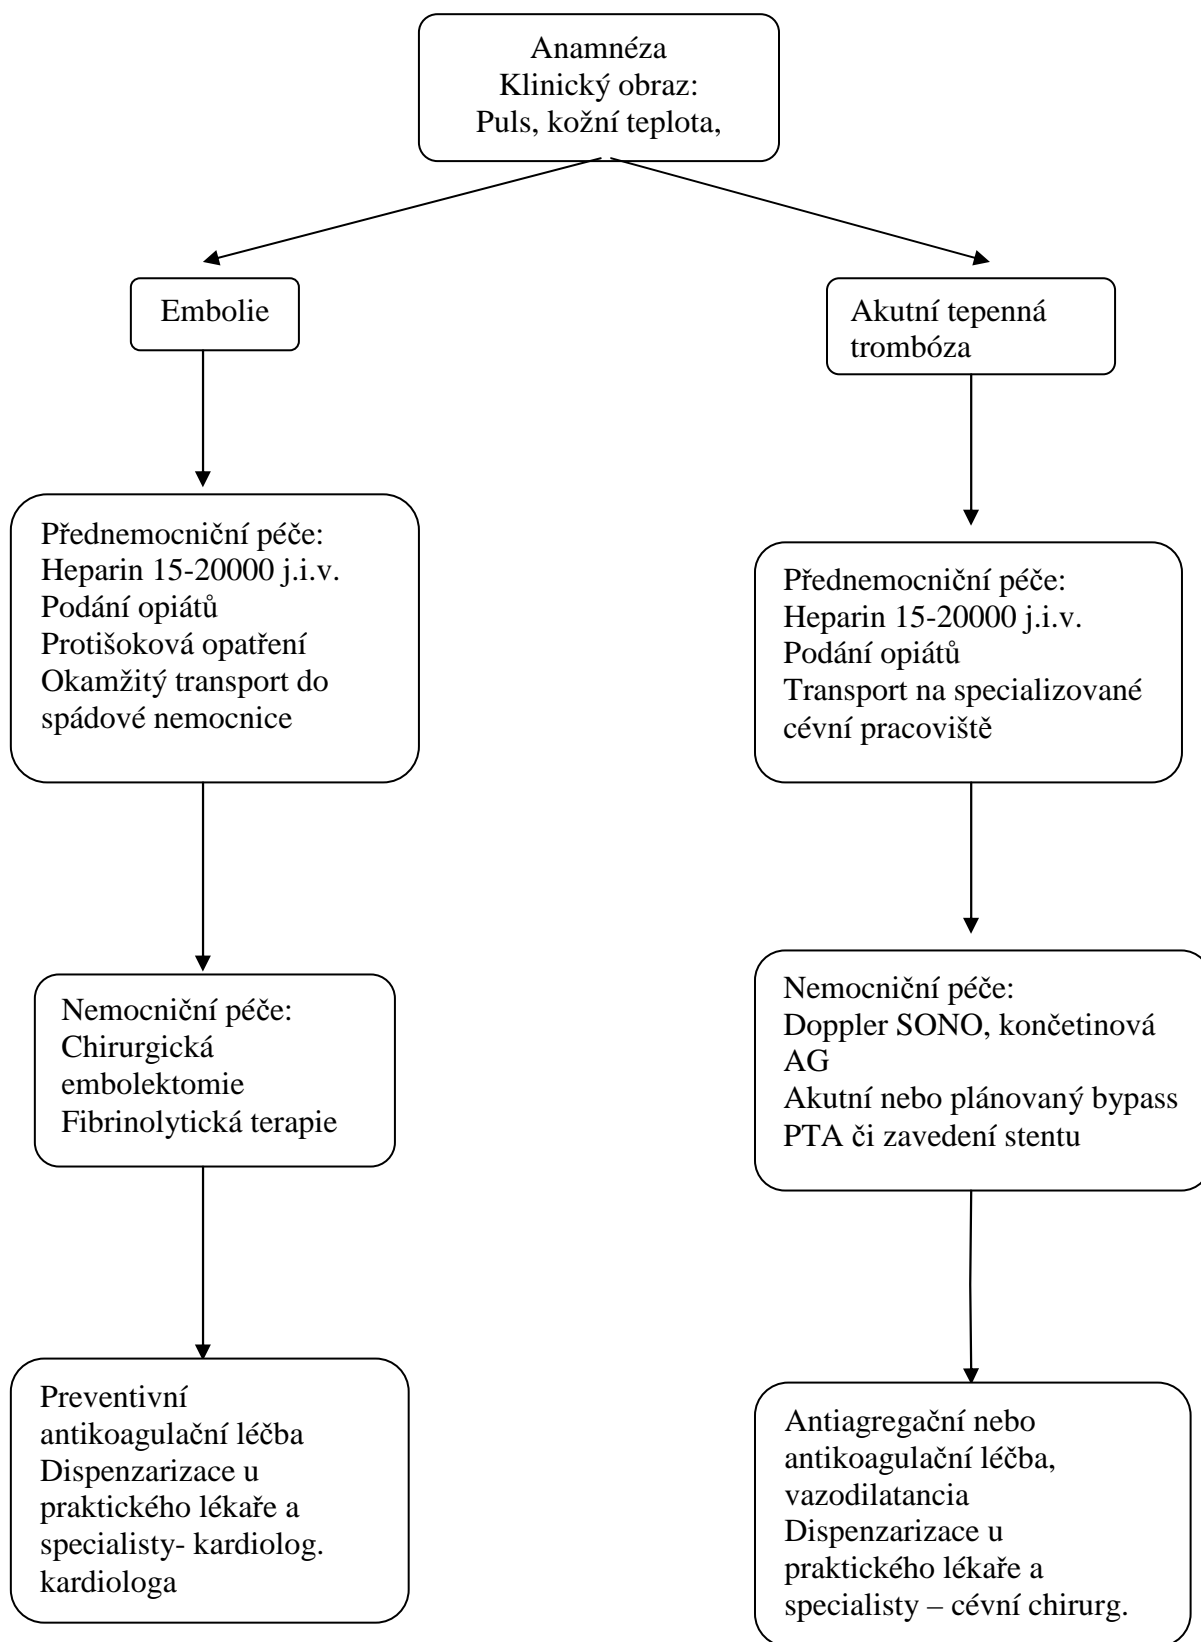 Anamnéza
Klinický obraz:
Puls, kožní teplota,
Embolie
Akutní tepenná
trombóza
Přednemocniční péče:
Heparin 15-20000 j.i.v.
Podání opiátů
Protišoková opatření
Okamžitý transport do
spádové nemocnice
Přednemocniční péče:
Heparin 15-20000 j.i.v.
Podání opiátů
Transport na specializované
cévní pracoviště
Nemocniční péče:
Chirurgická
embolektomie
Fibrinolytická terapie
Nemocniční péče:
Doppler SONO, končetinová
AG
Akutní nebo plánovaný bypass
PTA či zavedení stentu
Preventivní
antikoagulační léčba
Dispenzarizace u
praktického lékaře a
specialisty- kardiolog.
kardiologa
Antiagregační nebo
antikoagulační léčba,
vazodilatancia
Dispenzarizace u
praktického lékaře a
specialisty – cévní chirurg.